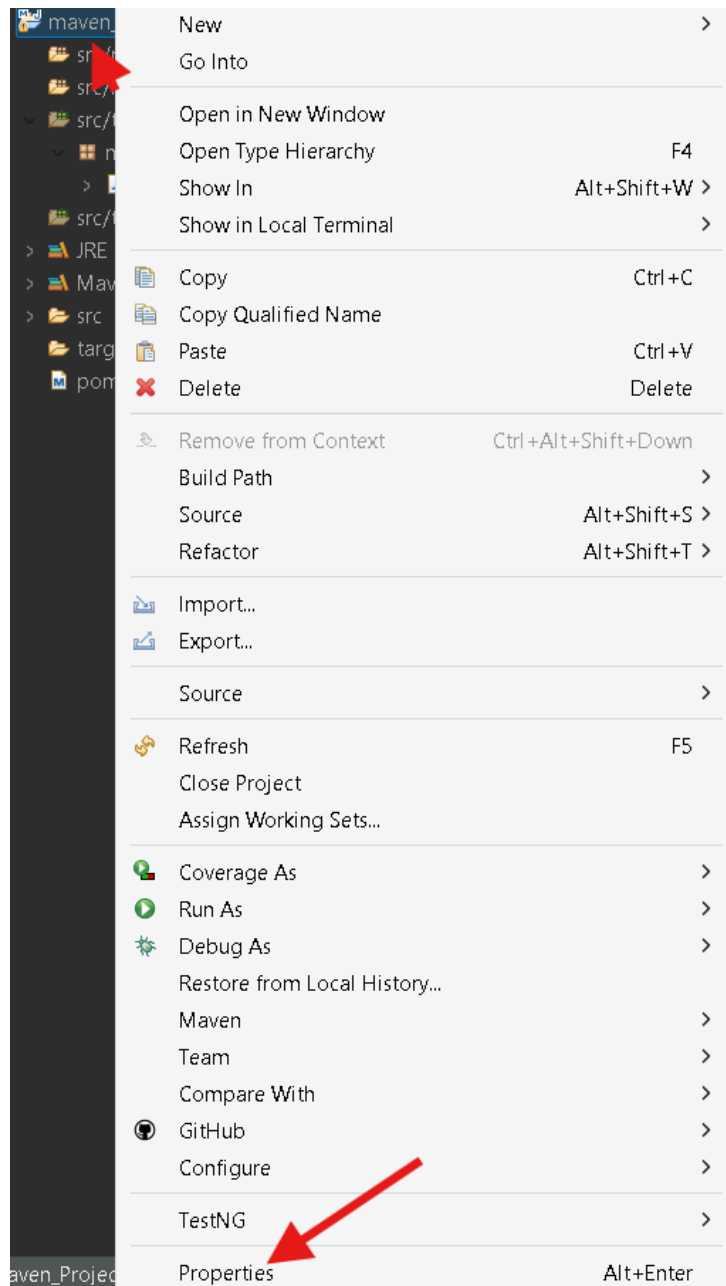 maven_
New
Go Into
src/
Open in New Window
src/t
Open Type Hierarchy F4
Show In Alt+Shift+W
src/t
Show in Local Terminal
JRE
Copy Ctrl+C
Mav
Copy Qualified Name
src
Paste Ctrl+V
targ
Delete Delete
pom
Remove from Context Ctrl+Alt+Shift+Down
Build Path
Source Alt+Shift+S
Refactor Alt+Shift+T
Import...
Export...
Source
Refresh F5
Close Project
Assign Working Sets...
Coverage As
Run As
Debug As
Restore from Local History...
Maven
Team
Compare With
GitHub
Configure
TestNG
Properties Alt+Enter
aven_Projec